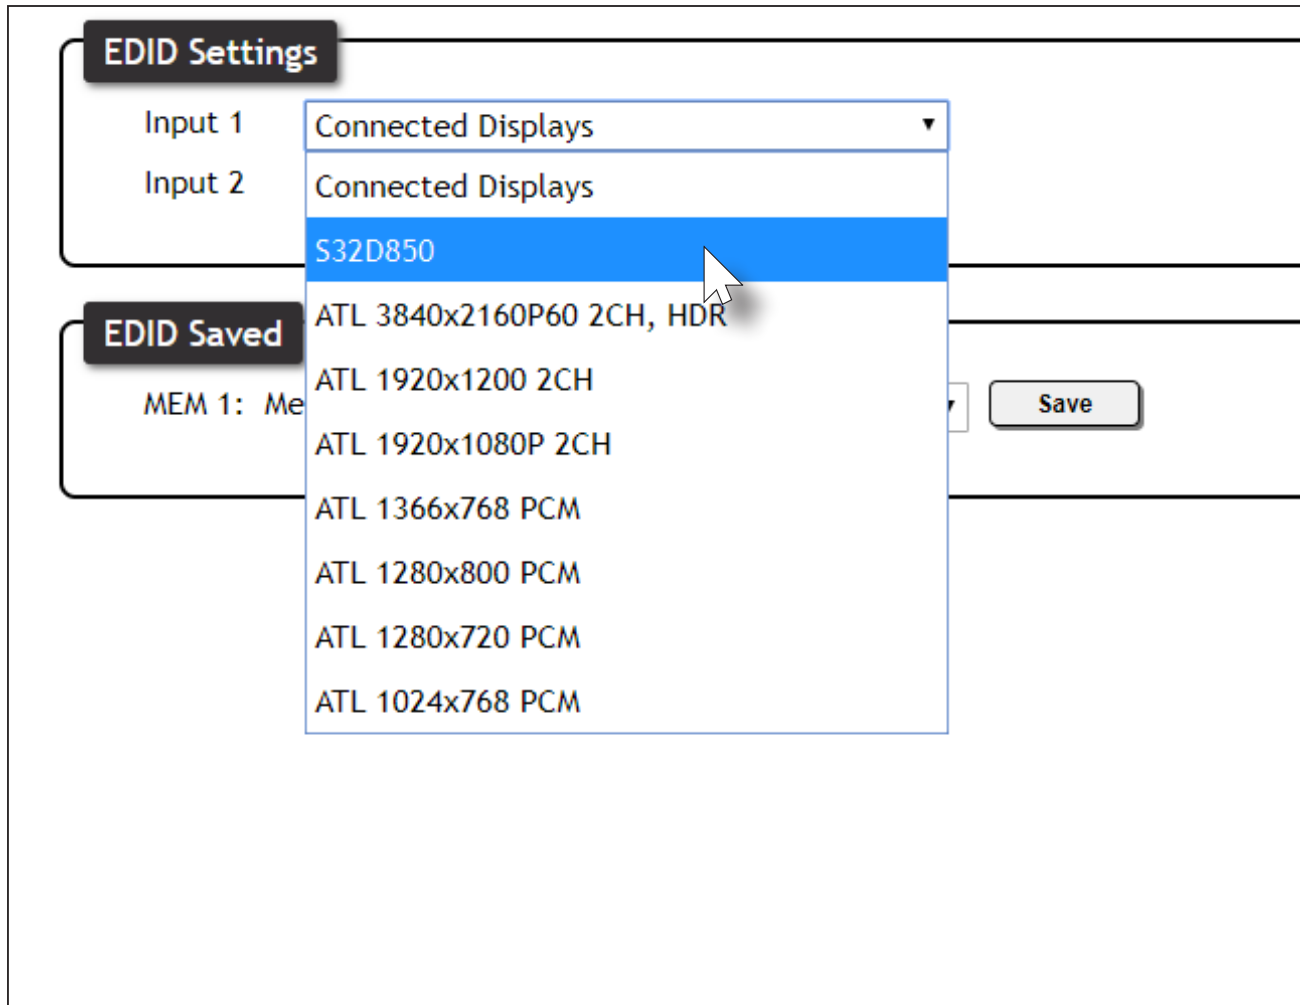 EDID Settings
Input 1
Connected Displays
Input 2
Connected Displays
S32D850
ATL 3840x2160P60 2CH, HDR
EDID Saved
ATL 1920x1200 2CH
MEM 1:
Save
ATL 1920x1080P 2CH
ATL 1366x768 PCM
ATL 1280x800 PCM
ATL 1280x720 PCM
ATL 1024x768 PCM